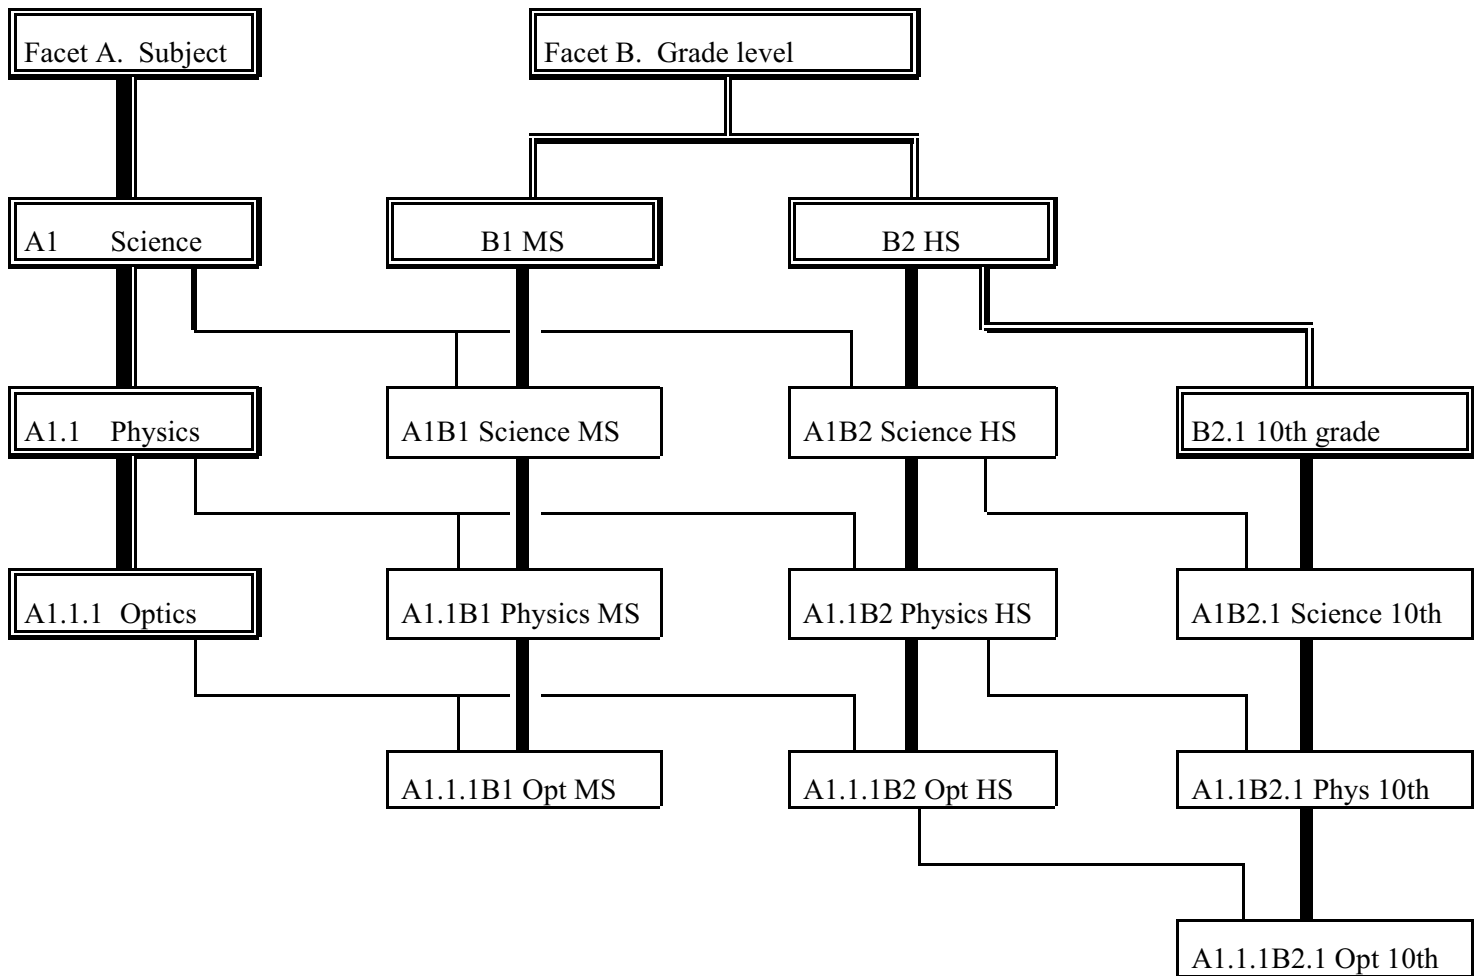 Facet A. Subject
Facet B. Grade level
A1 Science
B1 MS
B2 HS
A1.1 Physics
A1B1 Science MS
A1B2 Science HS
B2.1 10th grade
A1.1.1 Optics
A1.1B1 Physics MS
A1.1B2 Physics HS
A1B2.1 Science 10th
A1.1.1B1 Opt MS
A1.1.1B2 Opt HS
A1.1B2.1 Phys 10th
A1.1.1B2.1 Opt 10th